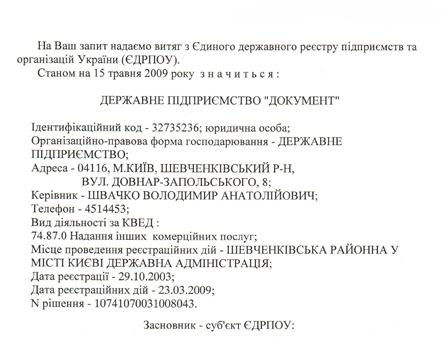 На Ваш запит надаємо витяг з Єдиного державного реєстру підприємств та
організацій України (ЄДРПОУ).
Станом на 15 травня 2009 року з н а ч и т ь с я :
ДЕРЖАВНЕ ПІДПРИЄМСТВО "ДОКУМЕНТ"
Ідентифікаційний код - 32735236; юридична особа;
Організаційно-правова форма господарювання - ДЕРЖАВНЕ
ПІДПРИЄМСТВО;
Адреса - 04116, М.КИЇВ, ШЕВЧЕНКІВСЬКИЙ Р-Н,
ВУЛ. ДОВНАР-ЗАПОЛЬСЬКОГО, 8;
Керівник - ШВАЧКО ВОЛОДИМИР АНАТОЛІЙОВИЧ;
Телефон - 4514453;
Вид діяльності за КВЕД :
74.87.0 Надання інших комерційних послуг;
Місце проведення реєстраційних дій - ШЕВЧЕНКІВСЬКА РАЙОННА У
МІСТІ КИЄВІ ДЕРЖАВНА АДМІНІСТРАЦІЯ;
Дата реєстрації - 29.10.2003;
Дата реєстраційних дій - 23.03.2009;
N рішення - 10741070031008043.
Засновник - суб'єкт ЄДРПОУ: